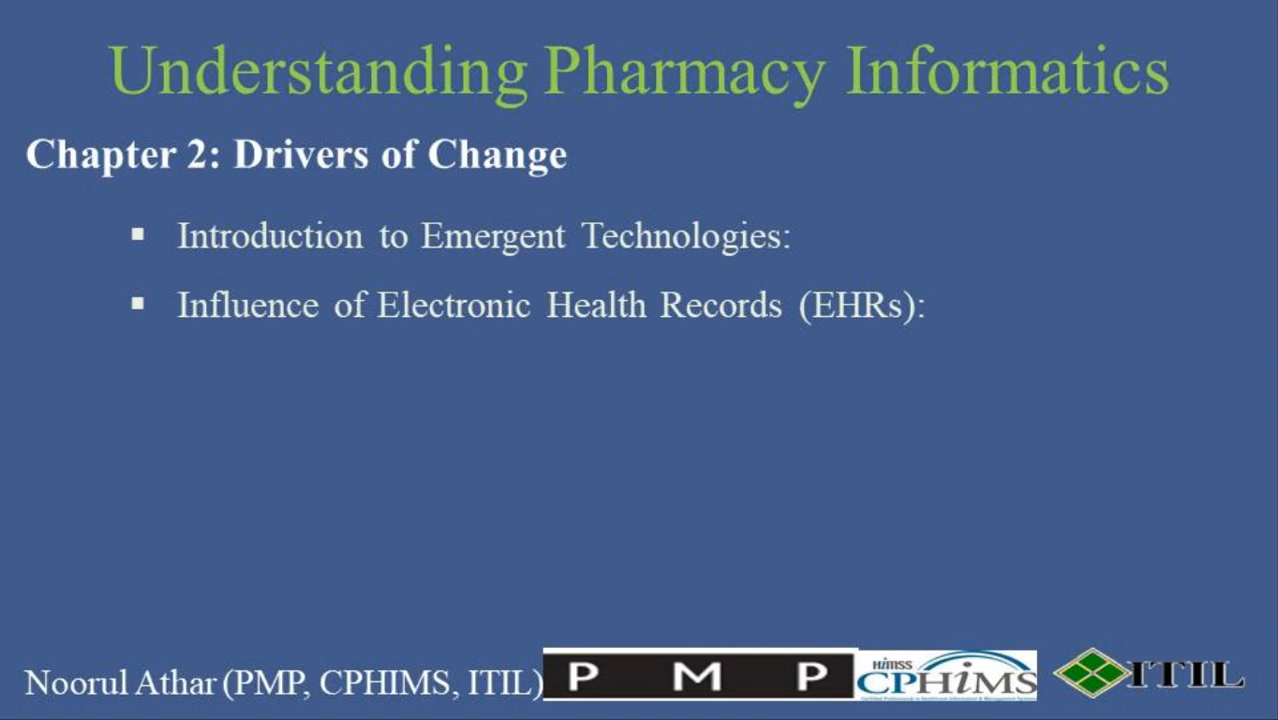 Understanding Pharmacy Informatics
Chapter 2: Drivers of Change
▪ Introduction to Emergent Technologies:
▪ Influence of Electronic Health Records (EHRs):
Noorul Athar (PMP, CPHIMS, ITIL)
P M P
HiMSS
CPHiMS
ITIL